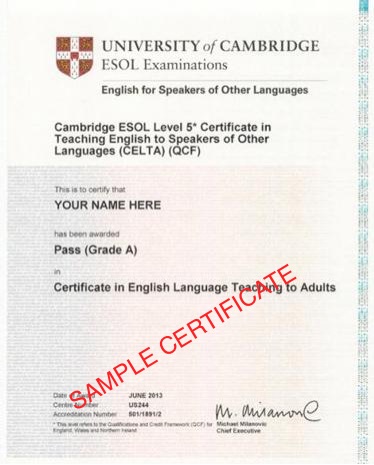 UNIVERSITY of CAMBRIDGE
ESOL Examinations
English for Speakers of Other Languages
Cambridge ESOL Level 5* Certificate in
Teaching English to Speakers of Other
Languages (CELTA) (QCF)
This is to certify that
YOUR NAME HERE
has been awarded
Pass (Grade A)
in
Certificate in English Language Teaching to Adults
SAMPLE CERTIFICATE
Date of Award JUNE 2013
Centre Number US244
Accreditation Number 501/1891/2
* This level refers to the Qualifications and Credit Framework (QCF) for
England, Wales and Northern Ireland
M. Milanovic
Michael Milanovic
Chief Executive